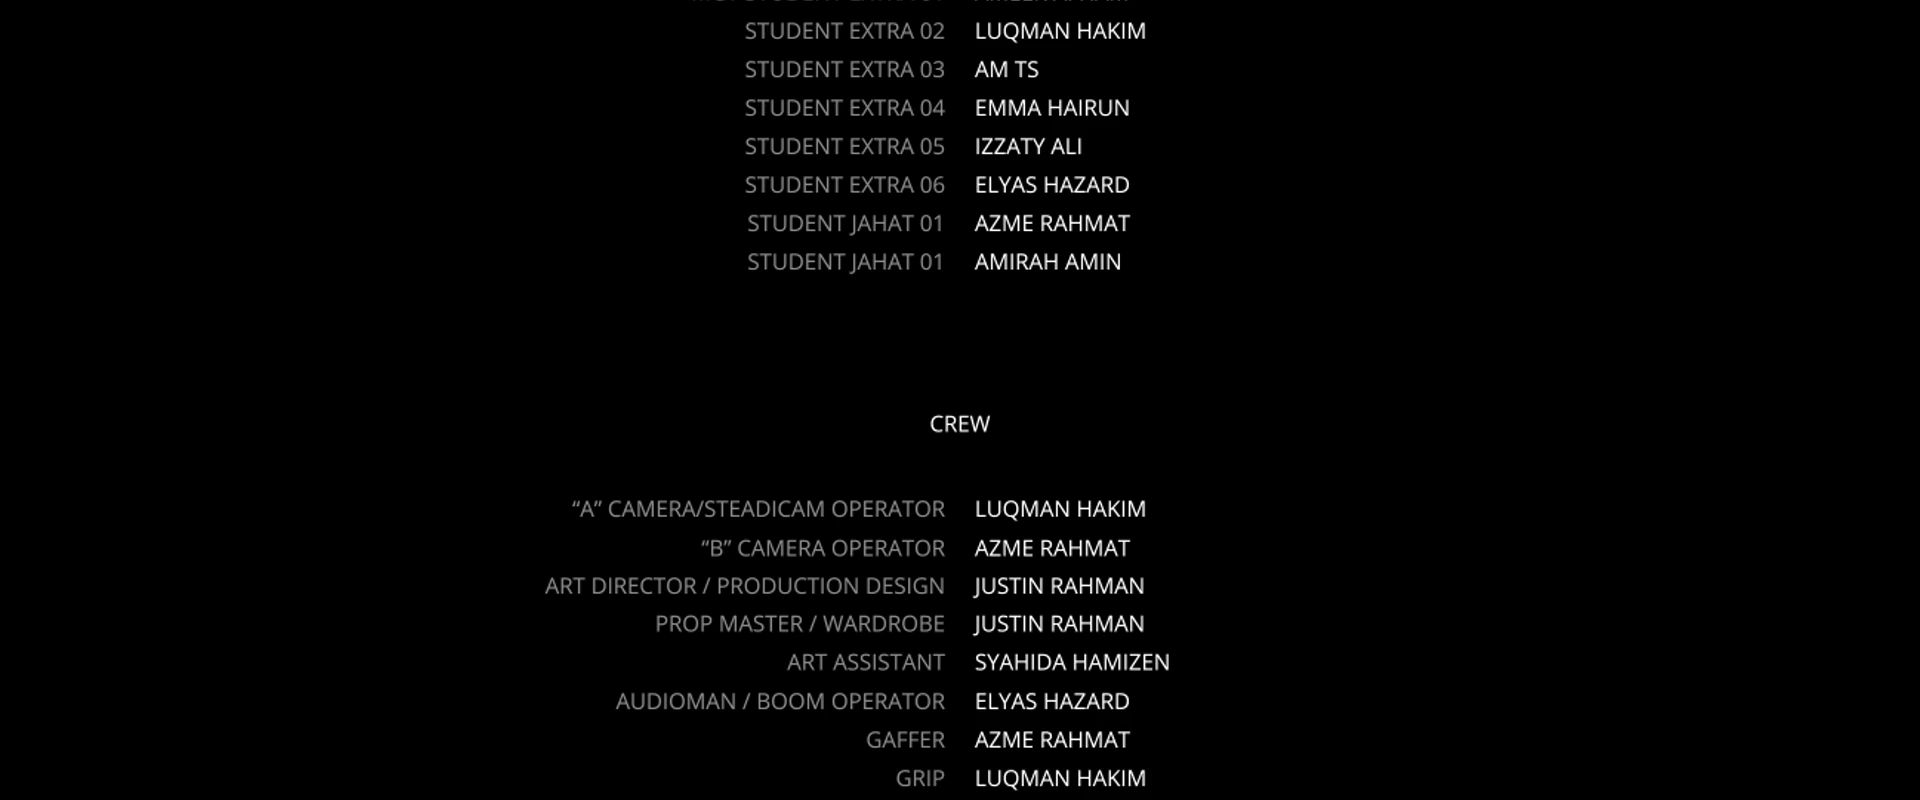 STUDENT EXTRA 02 LUQMAN HAKIM
STUDENT EXTRA 03 AM TS
STUDENT EXTRA 04 EMMA HAIRUN
STUDENT EXTRA 05 IZZATY ALI
STUDENT EXTRA 06 ELYAS HAZARD
STUDENT JAHAT 01 AZME RAHMAT
STUDENT JAHAT 01 AMIRAH AMIN
CREW
“A” CAMERA/STEADICAM OPERATOR LUQMAN HAKIM
“B” CAMERA OPERATOR AZME RAHMAT
ART DIRECTOR / PRODUCTION DESIGN JUSTIN RAHMAN
PROP MASTER / WARDROBE JUSTIN RAHMAN
ART ASSISTANT SYAHIDA HAMIZEN
AUDIOMAN / BOOM OPERATOR ELYAS HAZARD
GAFFER AZME RAHMAT
GRIP LUQMAN HAKIM